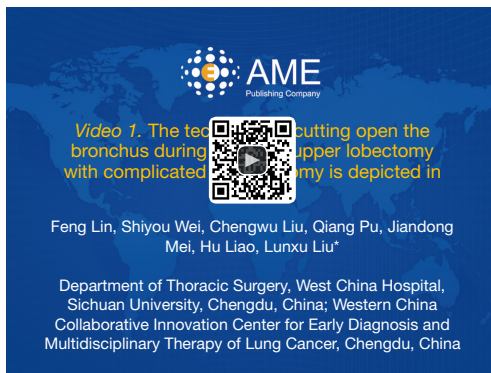 E AME
Publishing Company
Video 1. The cutting open the
bronchus during upper lobectomy
with complicated is depicted in
Feng Lin, Shiyou Wei, Chengwu Liu, Qiang Pu, Jiandong
Mei, Hu Liao, Lunxu Liu*
Department of Thoracic Surgery, West China Hospital,
Sichuan University, Chengdu, China; Western China
Collaborative Innovation Center for Early Diagnosis and
Multidisciplinary Therapy of Lung Cancer, Chengdu, China